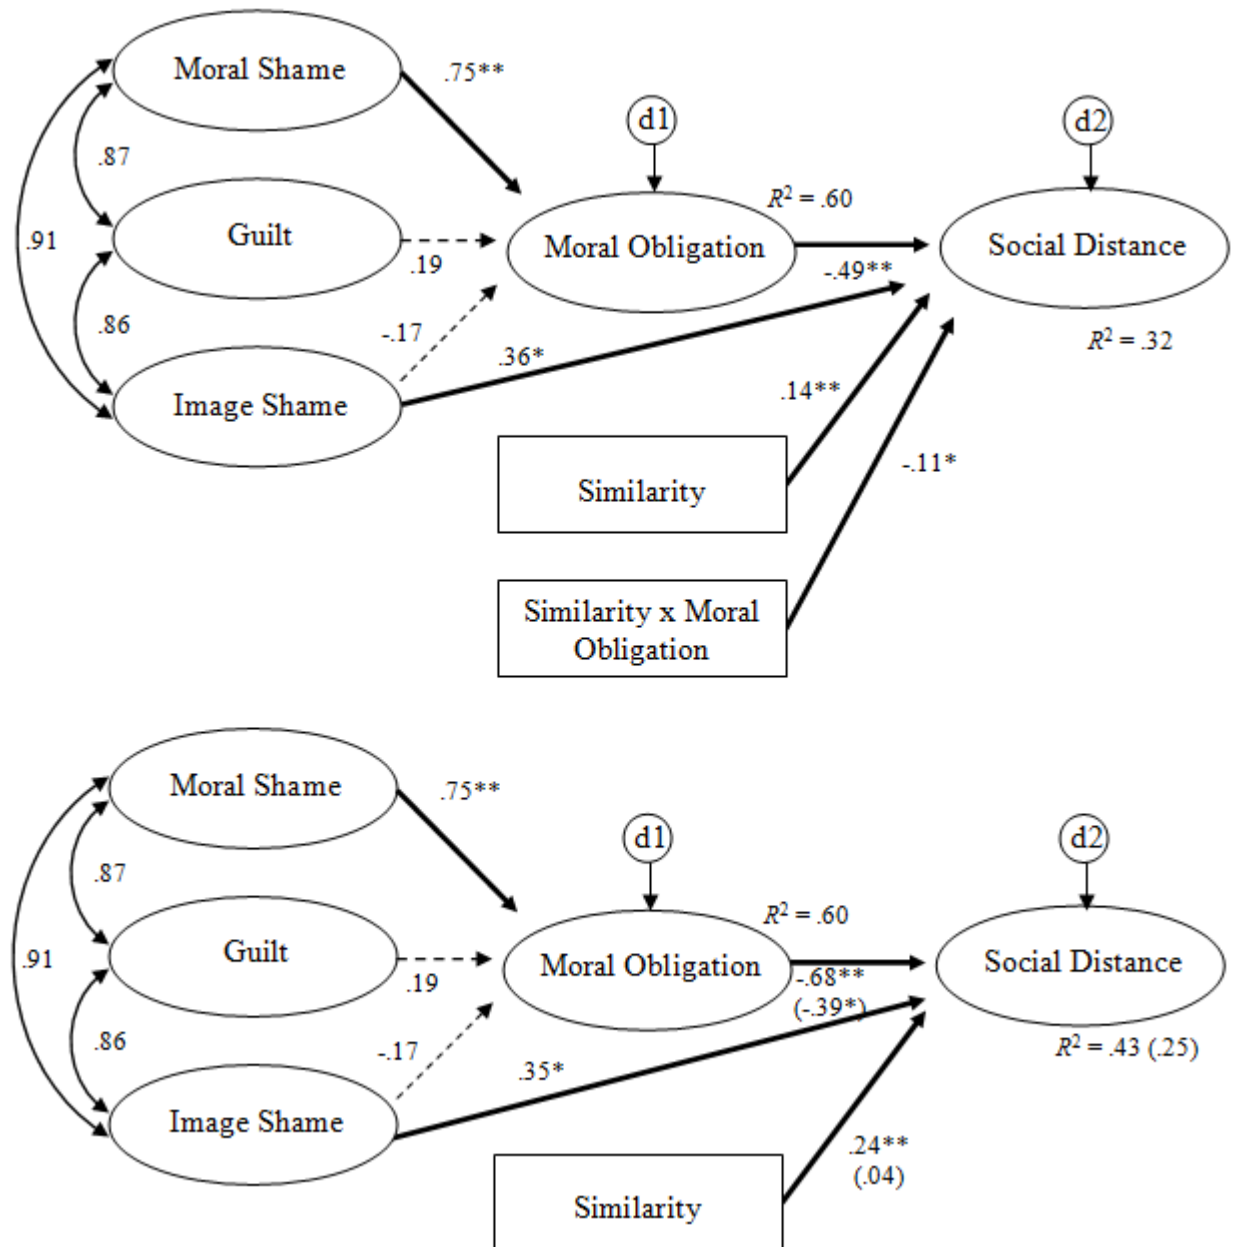 Moral Shame
.75**
d1
d2
.87
R² = .60
Guilt
.91
.19
Moral Obligation
Social Distance
-.49**
.86
-.17
R² = .32
.36*
Image Shame
.14**
-.11*
Similarity
Similarity x Moral
Obligation
Moral Shame
.75**
d1
d2
.87
R² = .60
Guilt
.91
.19
Moral Obligation
Social Distance
-.68**
(-.39*)
.86
-.17
R² = .43 (.25)
.35*
Image Shame
.24**
(.04)
Similarity